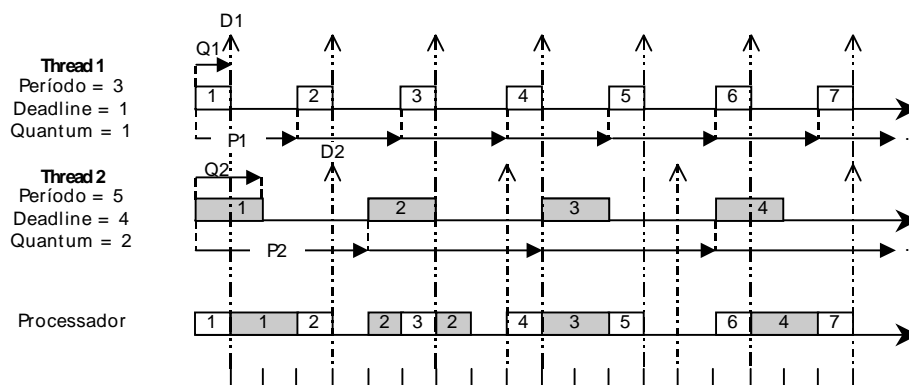 D1
Q1
Thread 1
Período = 3
Deadline = 1
Quantum = 1
1 2 3 4 5 6 7
P1
D2
Q2
Thread 2
Período = 5
Deadline = 4
Quantum = 2
1 2 3 4
P2
Processador
1 1 2 2 3 2 4 3 5 6 4 7